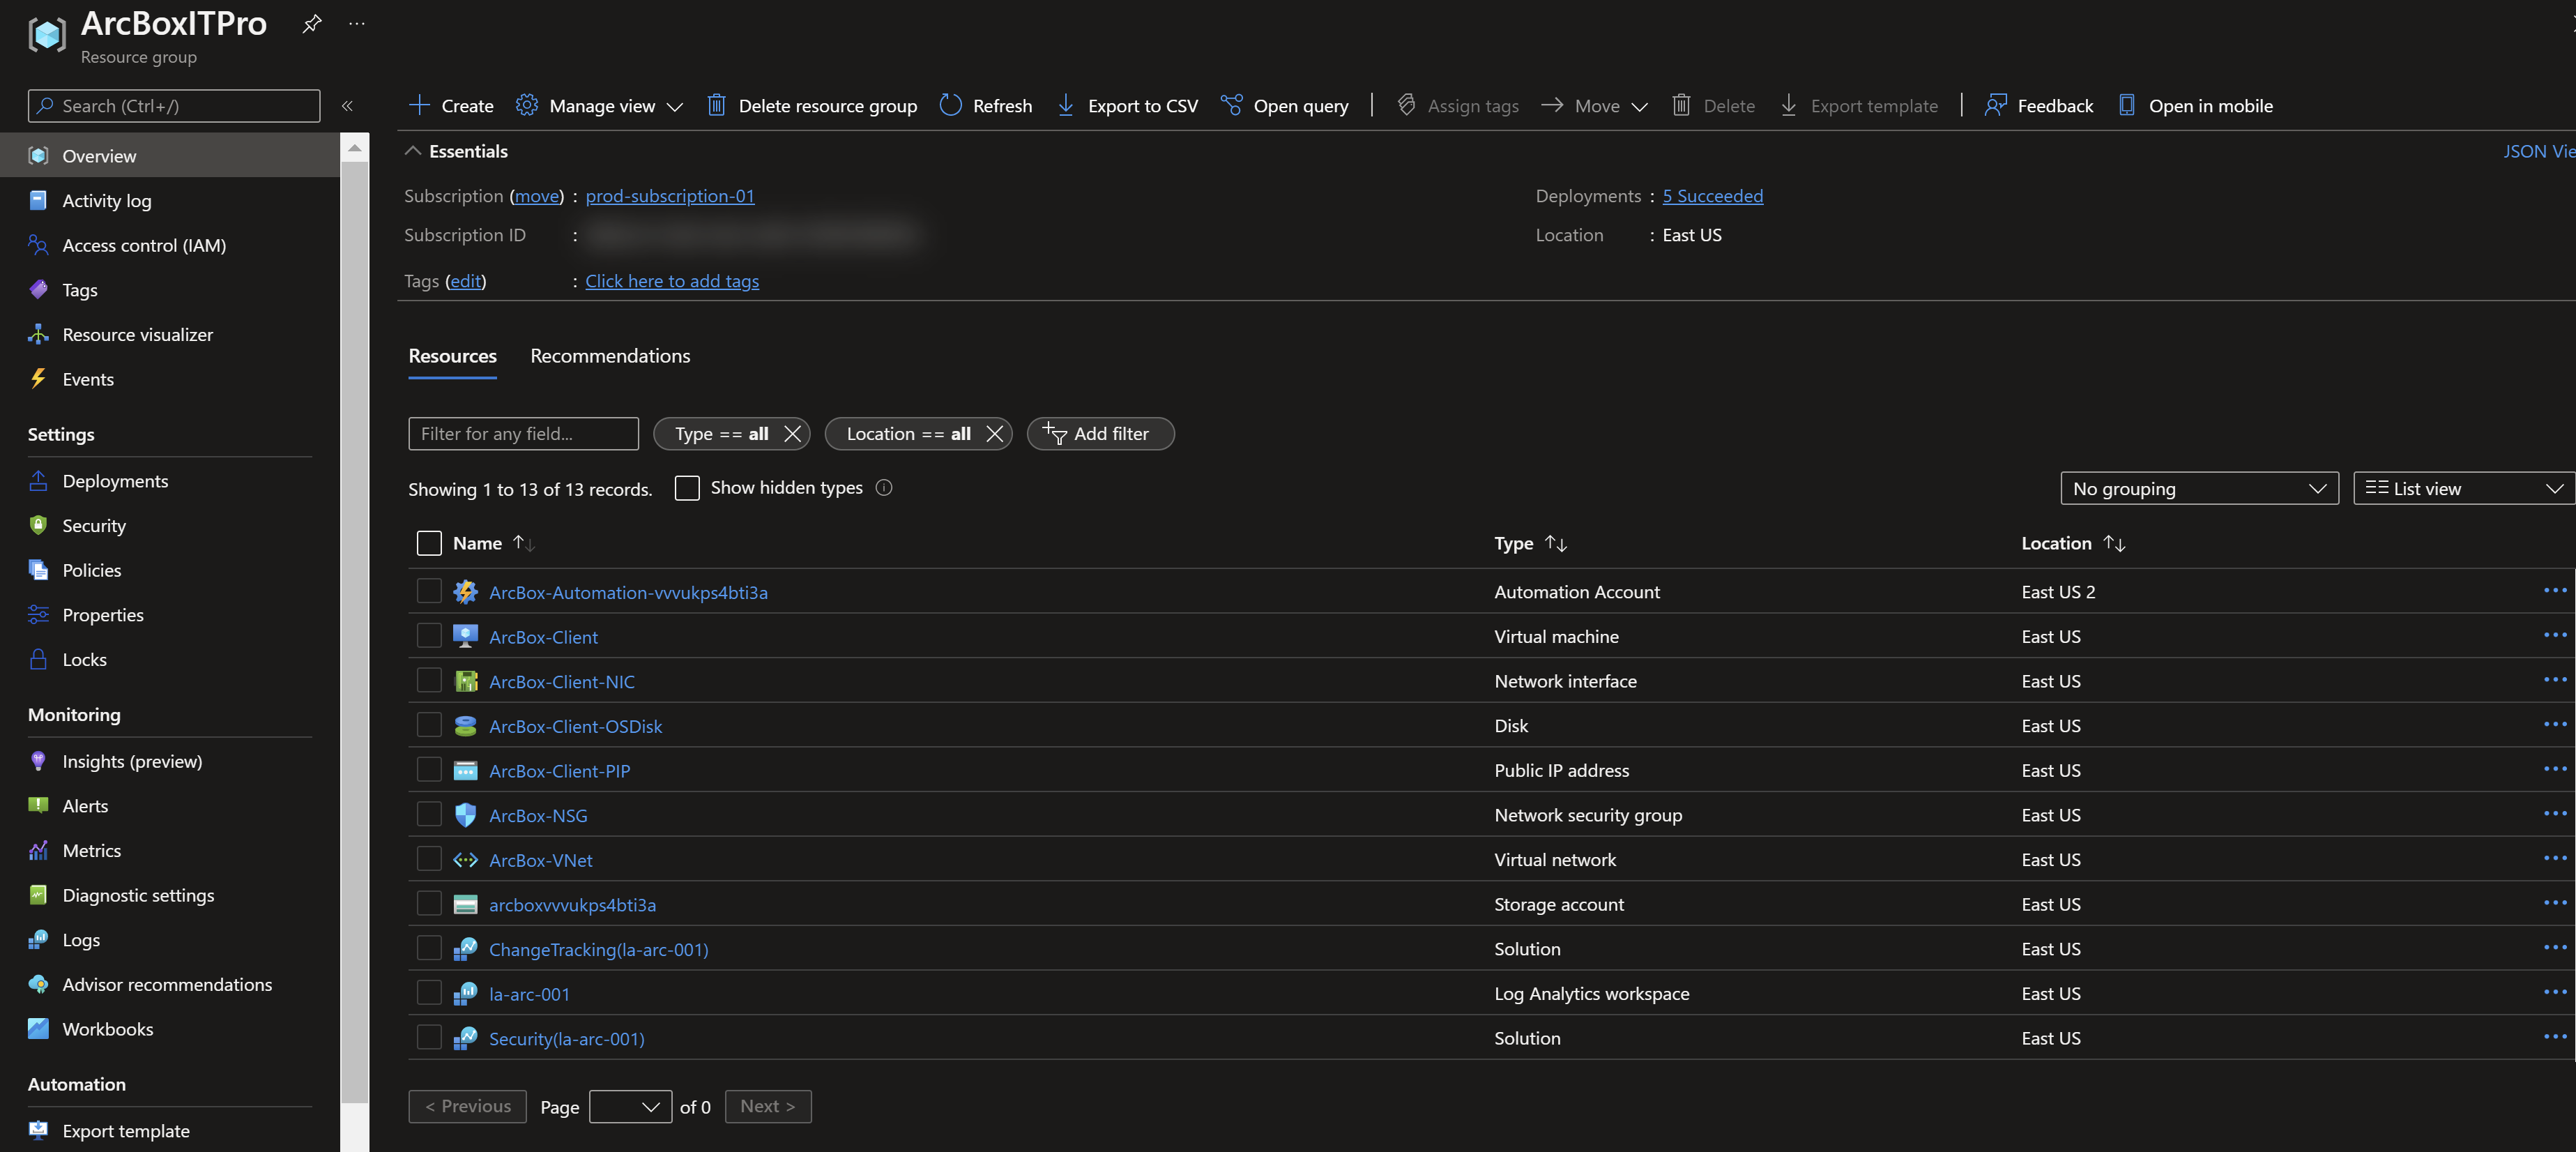 ArcBoxITPro
Resource group
Search (Ctrl+/)
Overview
Activity log
Access control (IAM)
Tags
Resource visualizer
Events
Settings
Deployments
Security
Policies
Properties
Locks
Monitoring
Insights (preview)
Alerts
Metrics
Diagnostic settings
Logs
Advisor recommendations
Workbooks
Automation
Export template
Create Manage view Delete resource group Refresh Export to CSV Open query Assign tags Move Delete Export template Feedback Open in mobile
Essentials JSON Vie
Subscription (move) : prod-subscription-01 Deployments : 5 Succeeded
Subscription ID : Location : East US
Tags (edit) : Click here to add tags
Resources Recommendations
Filter for any field... Type == all Location == all Add filter
Showing 1 to 13 of 13 records. Show hidden types No grouping List view
Name Type Location
ArcBox-Automation-vvvukps4bti3a Automation Account East US 2
ArcBox-Client Virtual machine East US
ArcBox-Client-NIC Network interface East US
ArcBox-Client-OSDisk Disk East US
ArcBox-Client-PIP Public IP address East US
ArcBox-NSG Network security group East US
ArcBox-VNet Virtual network East US
arcboxvvvukps4bti3a Storage account East US
ChangeTracking(la-arc-001) Solution East US
la-arc-001 Log Analytics workspace East US
Security(la-arc-001) Solution East US
< Previous Page of 0 Next >